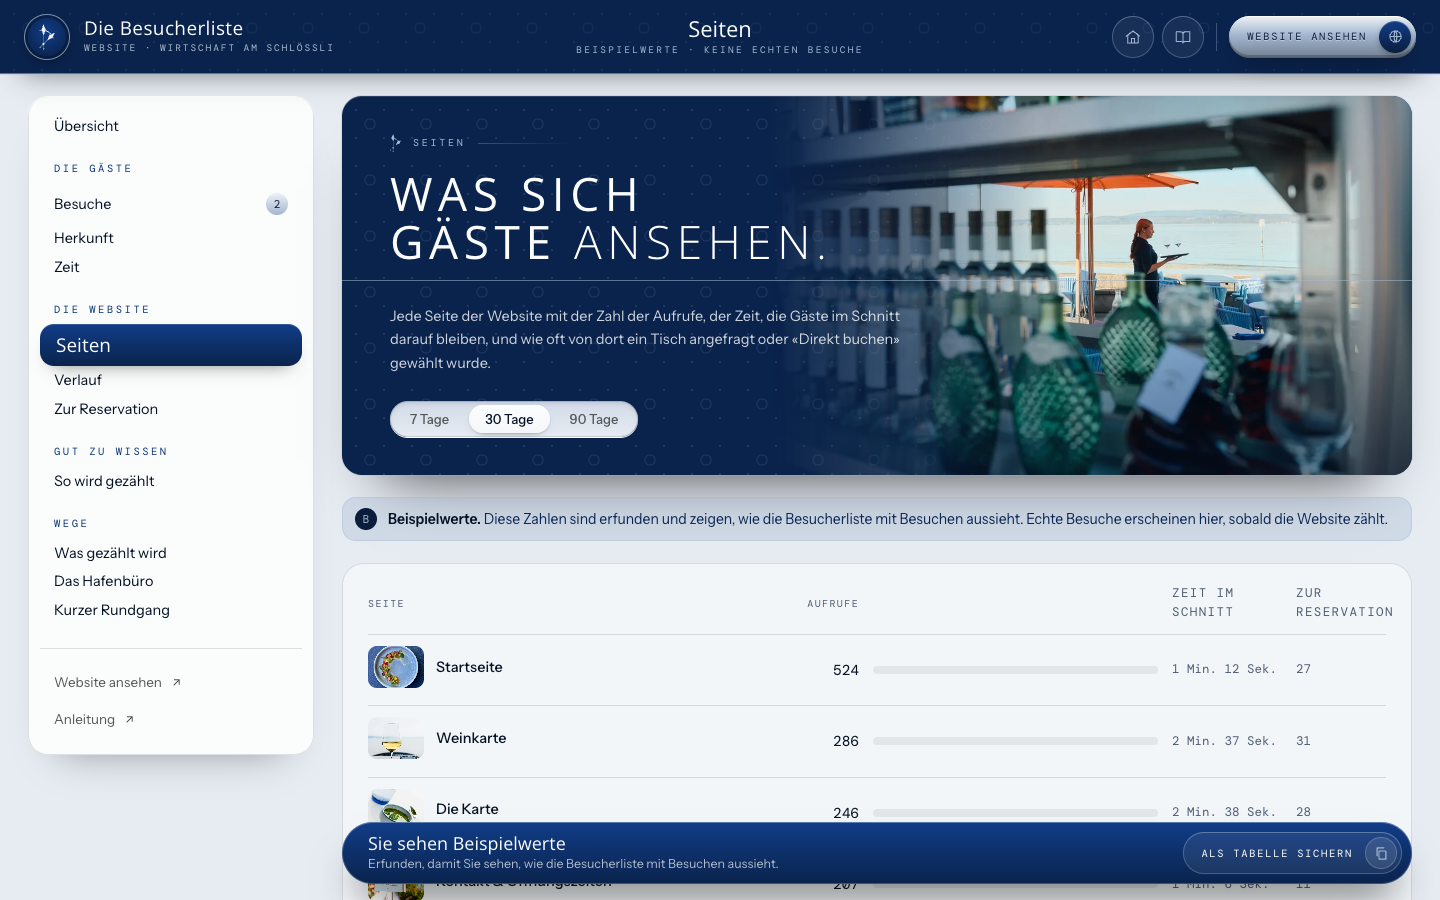 Die Besucherliste
WEBSITE · WIRTSCHAFT AM SCHLÖSSLI
Seiten
BEISPIELWERTE · KEINE ECHTEN BESUCHE
WEBSITE ANSEHEN
Übersicht
DIE GÄSTE
Besuche 2
Herkunft
Zeit
DIE WEBSITE
Seiten
Verlauf
Zur Reservation
GUT ZU WISSEN
So wird gezählt
WEGE
Was gezählt wird
Das Hafenbüro
Kurzer Rundgang
Website ansehen
Anleitung
SEITEN
WAS SICH
GÄSTE ANSEHEN.
Jede Seite der Website mit der Zahl der Aufrufe, der Zeit, die Gäste im Schnitt
darauf bleiben, und wie oft von dort ein Tisch angefragt oder «Direkt buchen»
gewählt wurde.
7 Tage 30 Tage 90 Tage
B Beispielwerte. Diese Zahlen sind erfunden und zeigen, wie die Besucherliste mit Besuchen aussieht. Echte Besuche erscheinen hier, sobald die Website zählt.
SEITE AUFRUFE ZEIT IM SCHNITT ZUR RESERVATION
Startseite 524 1 Min. 12 Sek. 27
Weinkarte 286 2 Min. 37 Sek. 31
Die Karte 246 2 Min. 38 Sek. 28
Sie sehen Beispielwerte
Erfunden, damit Sie sehen, wie die Besucherliste mit Besuchen aussieht.
ALS TABELLE SICHERN